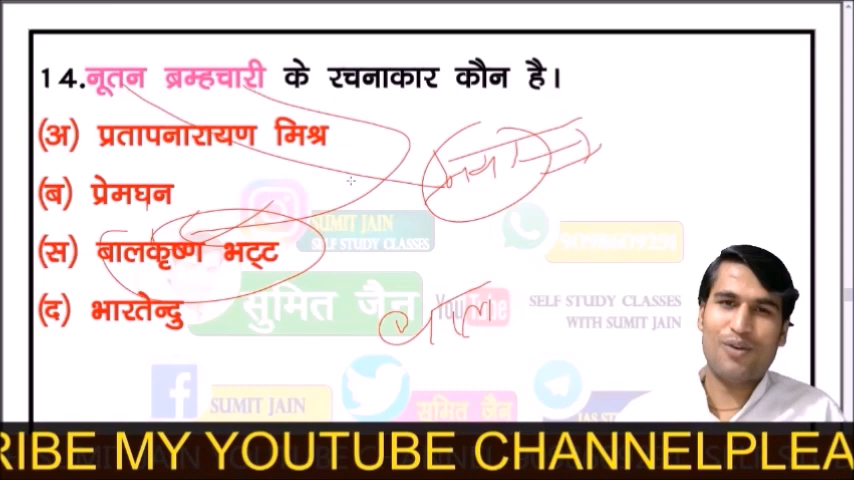 14.नूतन ब्रम्हचारी के रचनाकार कौन है।
(अ) प्रतापनारायण मिश्र
(ब) प्रेमघन
(स) बालकृष्ण भट्ट
(द) भारतेन्दु
SUMIT JAIN
SELF STUDY CLASSES
सुमित जैन
YouTube
SELF STUDY CLASSES
WITH SUMIT JAIN
SUMIT JAIN
सुमित जैन
RIBE MY YOUTUBE CHANNELPLEA